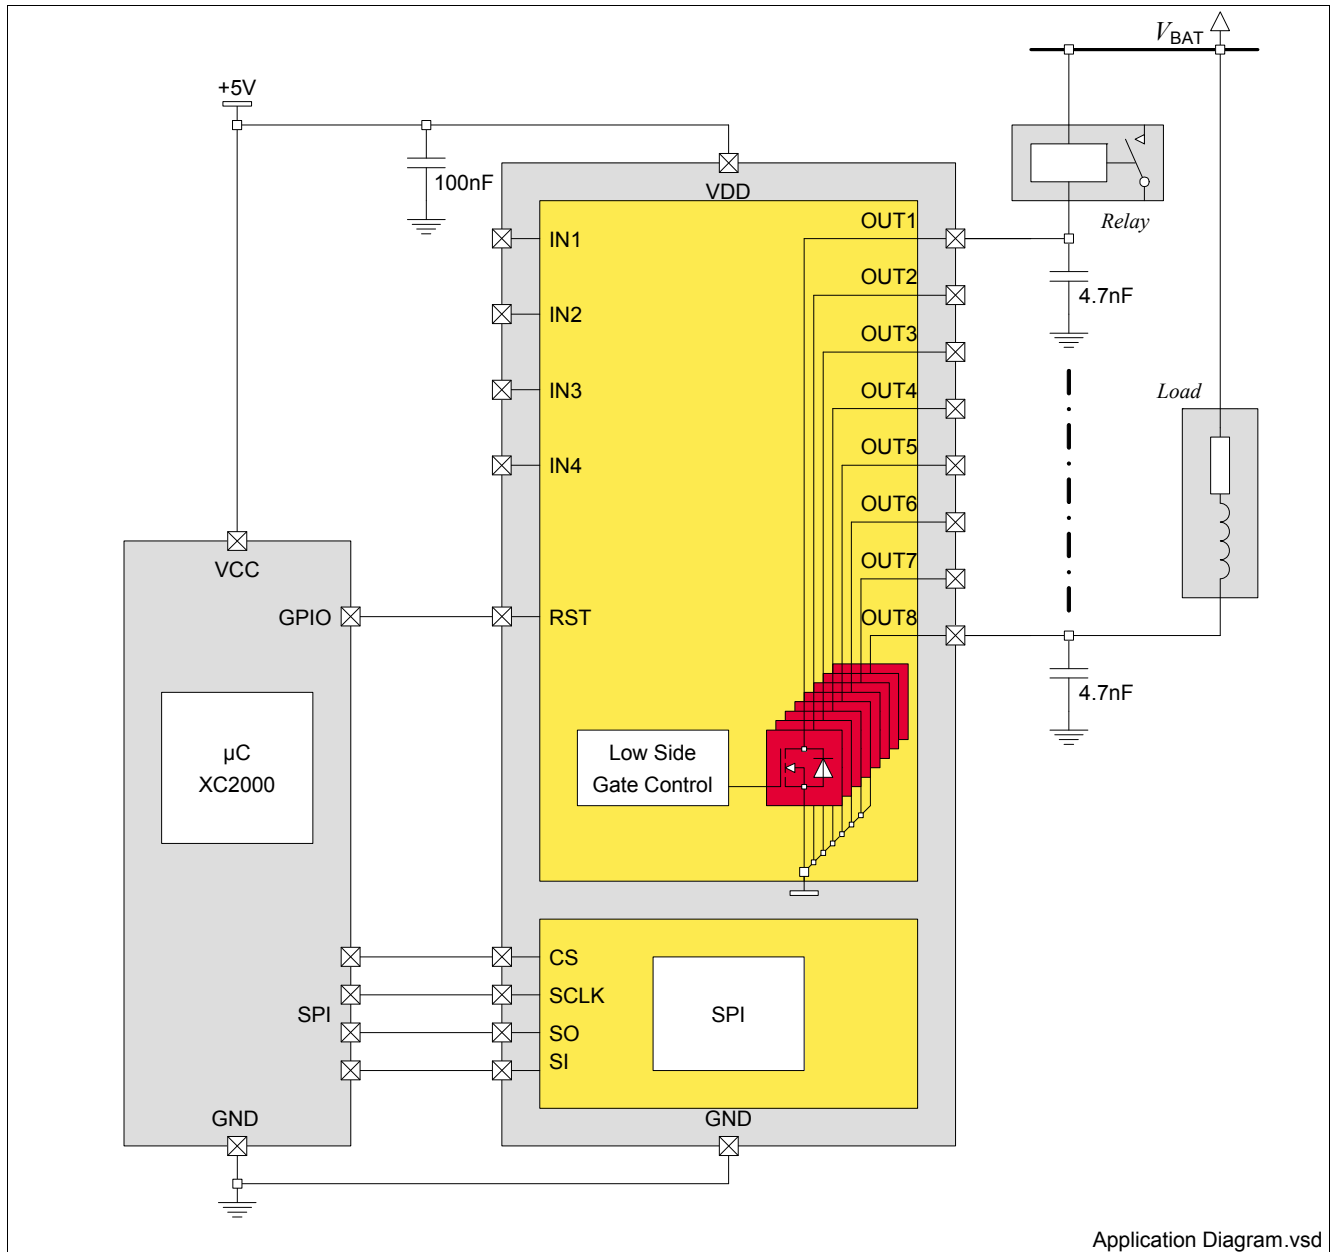 V_BAT
+5V
100nF
VDD
IN1
IN2
IN3
IN4
RST
OUT1
OUT2
OUT3
OUT4
OUT5
OUT6
OUT7
OUT8
Relay
4.7nF
Load
4.7nF
VCC
GPIO
µC
XC2000
Low Side
Gate Control
SPI
GND
CS
SCLK
SO
SI
SPI
GND
Application Diagram.vsd